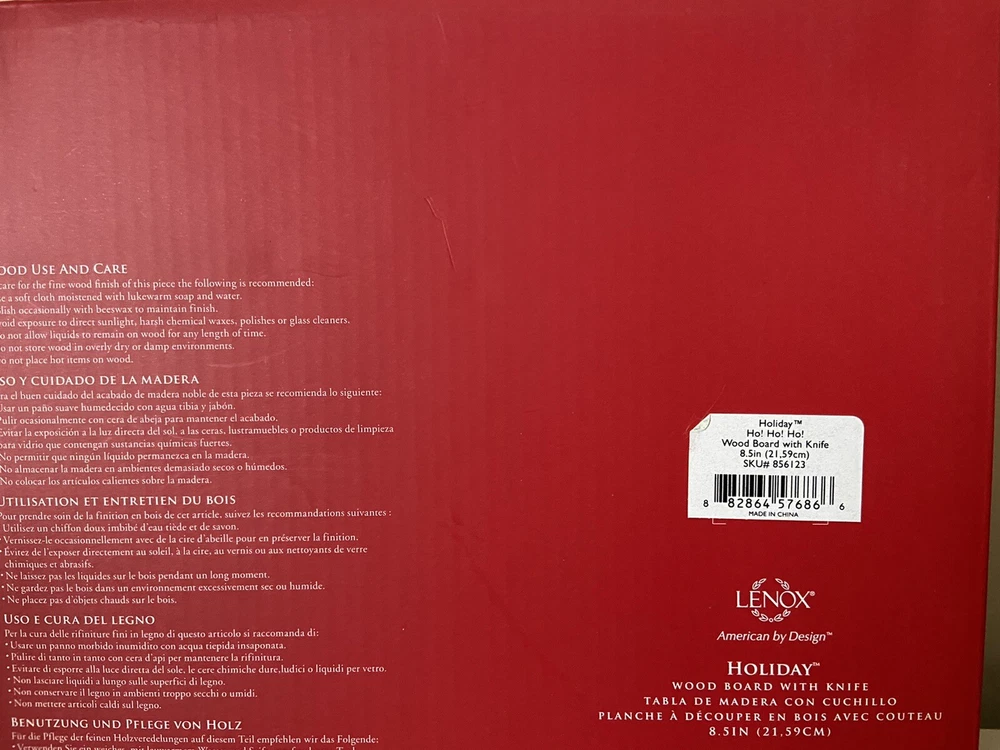 OOD USE AND CARE
care for the fine wood finish of this piece the following is recommended:
e a soft cloth moistened with lukewarm soap and water.
lish occasionally with beeswax to maintain finish.
void exposure to direct sunlight, harsh chemical waxes, polishes or glass cleaners.
o not allow liquids to remain on wood for any length of time.
o not store wood in overly dry or damp environments.
o not place hot items on wood.
SO Y CUIDADO DE LA MADERA
ra el buen cuidado del acabado de madera noble de esta pieza se recomienda lo siguiente:
Usar un paño suave humedecido con agua tibia y jabón.
Pulir ocasionalmente con cera de abeja para mantener el acabado.
Evitar la exposición a la luz directa del sol, a las ceras, lustramuebles o productos de limpieza
para vidrio que contengan sustancias químicas fuertes.
No permitir que ningún líquido permanezca en la madera.
No almacenar la madera en ambientes demasiado secos o húmedos.
No colocar los artículos calientes sobre la madera.
UTILISATION ET ENTRETIEN DU BOIS
Pour prendre soin de la finition en bois de cet article, suivez les recommandations suivantes :
Utilisez un chiffon doux imbibé d'eau tiède et de savon.
• Vernissez-le occasionnellement avec de la cire d'abeille pour en préserver la finition.
• Évitez de l'exposer directement au soleil, à la cire, au vernis ou aux nettoyants de verre
chimiques et abrasifs.
• Ne laissez pas les liquides sur le bois pendant un long moment.
• Ne gardez pas le bois dans un environnement excessivement sec ou humide.
• Ne placez pas d'objets chauds sur le bois.
USO E CURA DEL LEGNO
Per la cura delle rifiniture fini in legno di questo articolo si raccomanda di:
• Usare un panno morbido inumidito con acqua tiepida insaponata.
• Pulire di tanto in tanto con cera d'api per mantenere la rifinitura.
• Evitare di esporre alla luce diretta del sole, le cere chimiche dure,ludici o liquidi per vetro.
• Non lasciare liquidi a lungo sulle superfici di legno.
• Non conservare il legno in ambienti troppo secchi o umidi.
• Non mettere articoli caldi sul legno.
BENUTZUNG UND PFLEGE VON HOLZ
Für die Pflege der feinen Holzveredelungen auf diesem Teil empfehlen wir das Folgende:
• Verwenden Sie ein weiches, mit
Holiday™
Ho! Ho! Ho!
Wood Board with Knife
8.5in (21,59cm)
SKU# 856123
8 82864 57686 6
MADE IN CHINA
LENOX®
American by Design™
HOLIDAY™
WOOD BOARD WITH KNIFE
TABLA DE MADERA CON CUCHILLO
PLANCHE À DÉCOUPER EN BOIS AVEC COUTEAU
8.5IN (21,59CM)